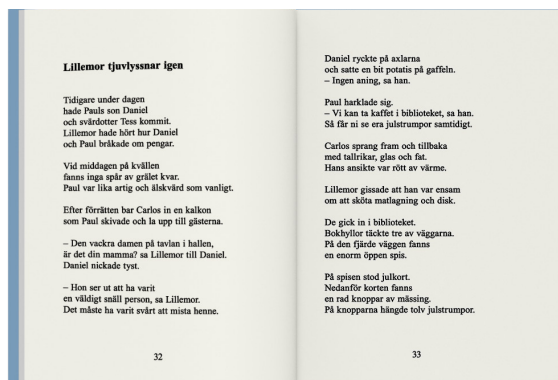 Lillemor tjuvlyssnar igen
Tidigare under dagen
hade Pauls son Daniel
och svärdotter Tess kommit.
Lillemor hade hört hur Daniel
och Paul bråkade om pengar.
Vid middagen på kvällen
fanns inga spår av grälet kvar.
Paul var lika artig och älskvärd som vanligt.
Efter förrätten bar Carlos in en kalkon
som Paul skivade och la upp till gästerna.
– Den vackra damen på tavlan i hallen,
är det din mamma? sa Lillemor till Daniel.
Daniel nickade tyst.
– Hon ser ut att ha varit
en väldigt snäll person, sa Lillemor.
Det måste ha varit svårt att mista henne.
32
Daniel ryckte på axlarna
och satte en bit potatis på gaffeln.
– Ingen aning, sa han.
Paul harklade sig.
– Vi kan ta kaffet i biblioteket, sa han.
Så får ni se era julstrumpor samtidigt.
Carlos sprang fram och tillbaka
med tallrikar, glas och fat.
Hans ansikte var rött av värme.
Lillemor gissade att han var ensam
om att sköta matlagning och disk.
De gick in i biblioteket.
Bokhyllor täckte tre av väggarna.
På den fjärde väggen fanns
en enorm öppen spis.
På spisen stod julkort.
Nedanför korten fanns
en rad knoppar av mässing.
På knopparna hängde tolv julstrumpor.
33